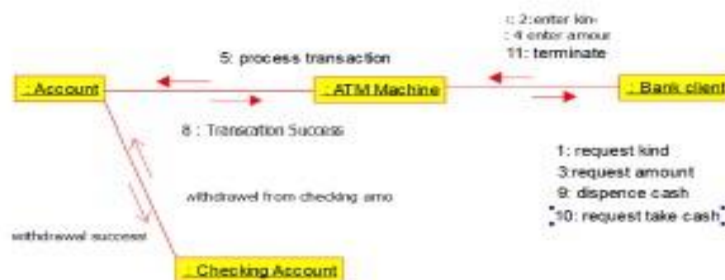 2:enter kin
4 enter amour
11: terminate
5: process transaction
: Account
: ATM Machine
: Bank client
8 : Transcation Success
1: request kind
3:request amount
9: dispence cash
10: request take cash
withdrawel from checking amo
withdrawal success
: Checking Account